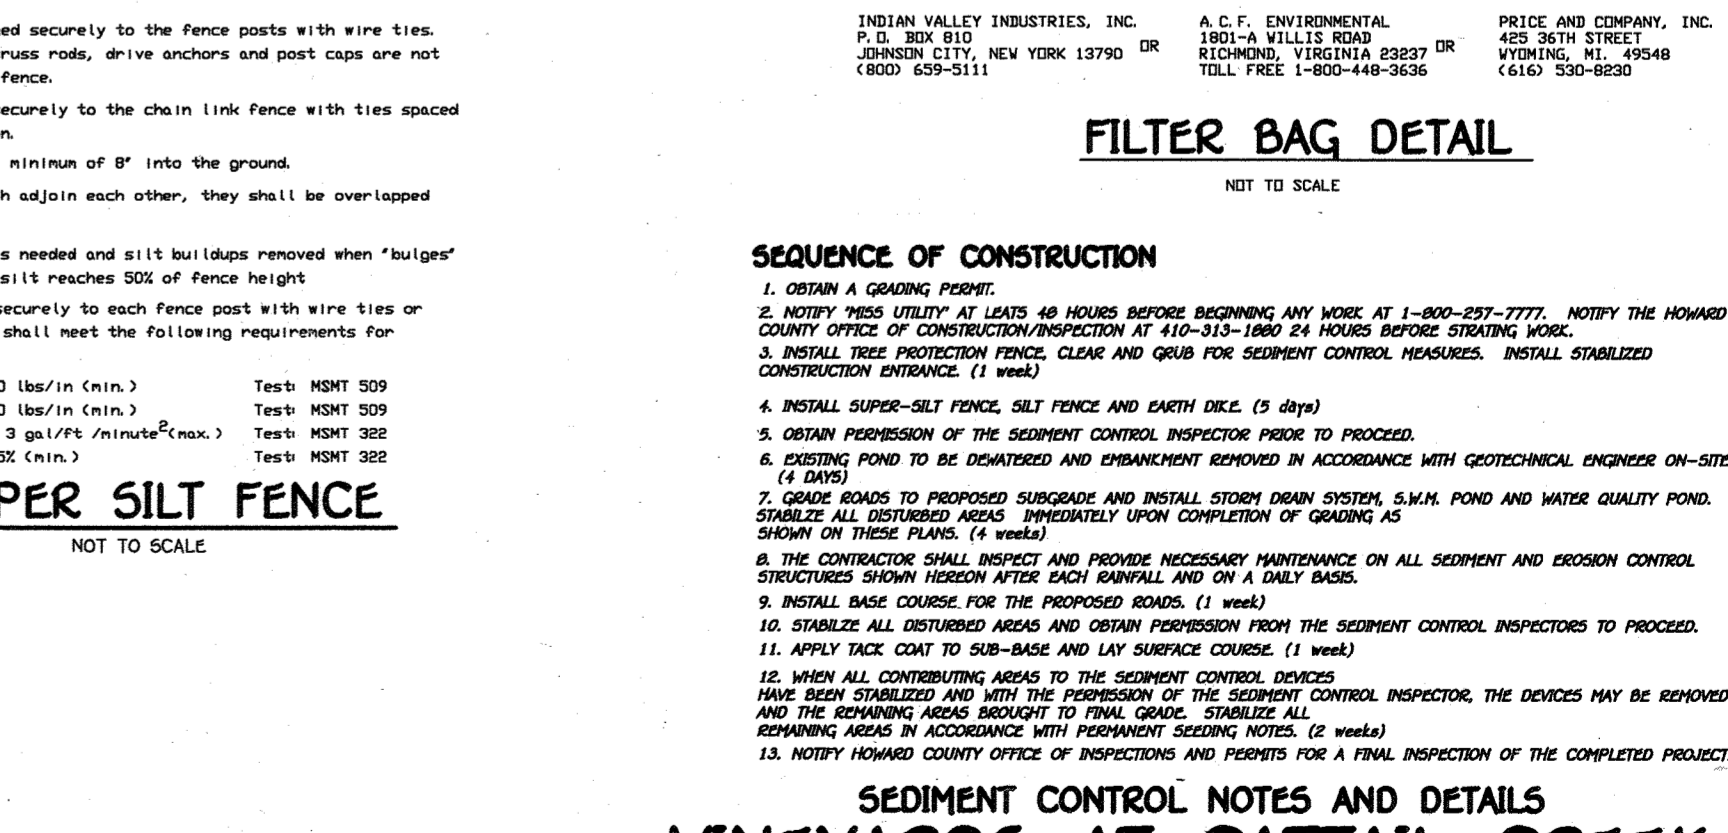 ed securely to the fence posts with wire ties.
russ rods, drive anchors and post caps are not
fence.
ecurely to the chain link fence with ties spaced
n.
minimum of 8" into the ground.
h adjoin each other, they shall be overlapped
s needed and silt buildups removed when "bulges"
silt reaches 50% of fence height
securely to each fence post with wire ties or
shall meet the following requirements for
0 lbs/in (min.) Test: MSMT 509
0 lbs/in (min.) Test: MSMT 509
3 gal/ft /minute2(max.) Test: MSMT 322
5% (min.) Test: MSMT 322
PER SILT FENCE
NOT TO SCALE
INDIAN VALLEY INDUSTRIES, INC.
P.O. BOX 810
JOHNSON CITY, NEW YORK 13790
(800) 659-5111
OR
A.C.F. ENVIRONMENTAL
1801-A WILLIS ROAD
RICHMOND, VIRGINIA 23237
TOLL FREE 1-800-448-3636
OR
PRICE AND COMPANY, INC.
425 36TH STREET
WYOMING, MI. 49548
(616) 530-8230
FILTER BAG DETAIL
NOT TO SCALE
SEQUENCE OF CONSTRUCTION
1. OBTAIN A GRADING PERMIT.
2. NOTIFY "MISS UTILITY" AT LEATS 48 HOURS BEFORE BEGINNING ANY WORK AT 1-800-257-7777. NOTIFY THE HOWARD
COUNTY OFFICE OF CONSTRUCTION/INSPECTION AT 410-313-1880 24 HOURS BEFORE STRATING WORK.
3. INSTALL TREE PROTECTION FENCE, CLEAR AND GRUB FOR SEDIMENT CONTROL MEASURES. INSTALL STABILIZED
CONSTRUCTION ENTRANCE. (1 week)
4. INSTALL SUPER-SILT FENCE, SILT FENCE AND EARTH DIKE. (5 days)
5. OBTAIN PERMISSION OF THE SEDIMENT CONTROL INSPECTOR PRIOR TO PROCEED.
6. EXISTING POND TO BE DEWATERED AND EMBANKMENT REMOVED IN ACCORDANCE WITH GEOTECHNICAL ENGINEER ON-SITE
(4 DAYS)
7. GRADE ROADS TO PROPOSED SUBGRADE AND INSTALL STORM DRAIN SYSTEM, S.W.M. POND AND WATER QUALITY POND.
STABILZE ALL DISTURBED AREAS IMMEDIATELY UPON COMPLETION OF GRADING AS
SHOWN ON THESE PLANS. (4 weeks)
8. THE CONTRACTOR SHALL INSPECT AND PROVIDE NECESSARY MAINTENANCE ON ALL SEDIMENT AND EROSION CONTROL
STRUCTURES SHOWN HEREON AFTER EACH RAINFALL AND ON A DAILY BASIS.
9. INSTALL BASE COURSE FOR THE PROPOSED ROADS. (1 week)
10. STABILZE ALL DISTURBED AREAS AND OBTAIN PERMISSION FROM THE SEDIMENT CONTROL INSPECTORS TO PROCEED.
11. APPLY TACK COAT TO SUB-BASE AND LAY SURFACE COURSE. (1 week)
12. WHEN ALL CONTRIBUTING AREAS TO THE SEDIMENT CONTROL DEVICES
HAVE BEEN STABILIZED AND WITH THE PERMISSION OF THE SEDIMENT CONTROL INSPECTOR, THE DEVICES MAY BE REMOVED
AND THE REMAINING AREAS BROUGHT TO FINAL GRADE. STABILIZE ALL
REMAINING AREAS IN ACCORDANCE WITH PERMANENT SEEDING NOTES. (2 weeks)
13. NOTIFY HOWARD COUNTY OFFICE OF INSPECTIONS AND PERMITS FOR A FINAL INSPECTION OF THE COMPLETED PROJECT.
SEDIMENT CONTROL NOTES AND DETAILS